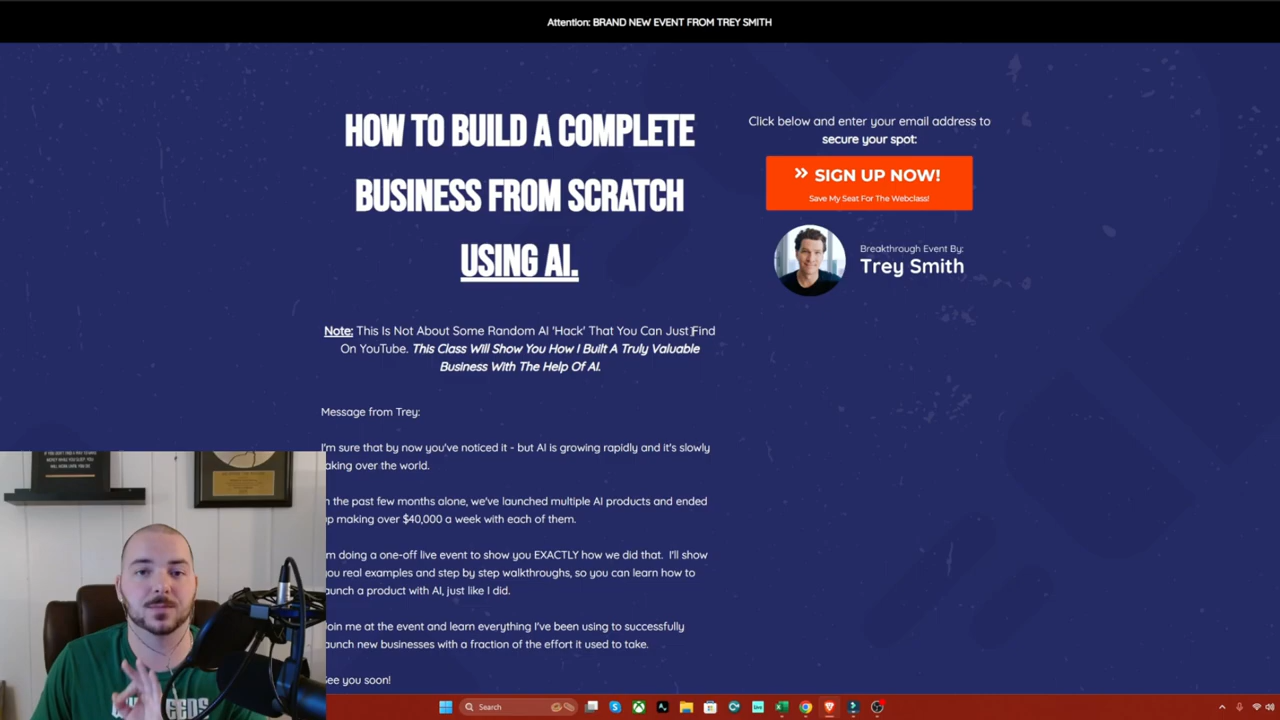 Attention: BRAND NEW EVENT FROM TREY SMITH
HOW TO BUILD A COMPLETE
BUSINESS FROM SCRATCH
USING AI.
Note: This Is Not About Some Random AI 'Hack' That You Can Just Find
On YouTube. This Class Will Show You How I Built A Truly Valuable
Business With The Help Of AI.
Message from Trey:
I'm sure that by now you've noticed it - but AI is growing rapidly and it's slowly
aking over the world.
n the past few months alone, we've launched multiple AI products and ended
p making over $40,000 a week with each of them.
m doing a one-off live event to show you EXACTLY how we did that. I'll show
ou real examples and step by step walkthroughs, so you can learn how to
aunch a product with AI, just like I did.
Join me at the event and learn everything I've been using to successfully
aunch new businesses with a fraction of the effort it used to take.
See you soon!
Click below and enter your email address to
secure your spot:
» SIGN UP NOW!
Save My Seat For The Webclass!
Breakthrough Event By:
Trey Smith
EEDS
Search